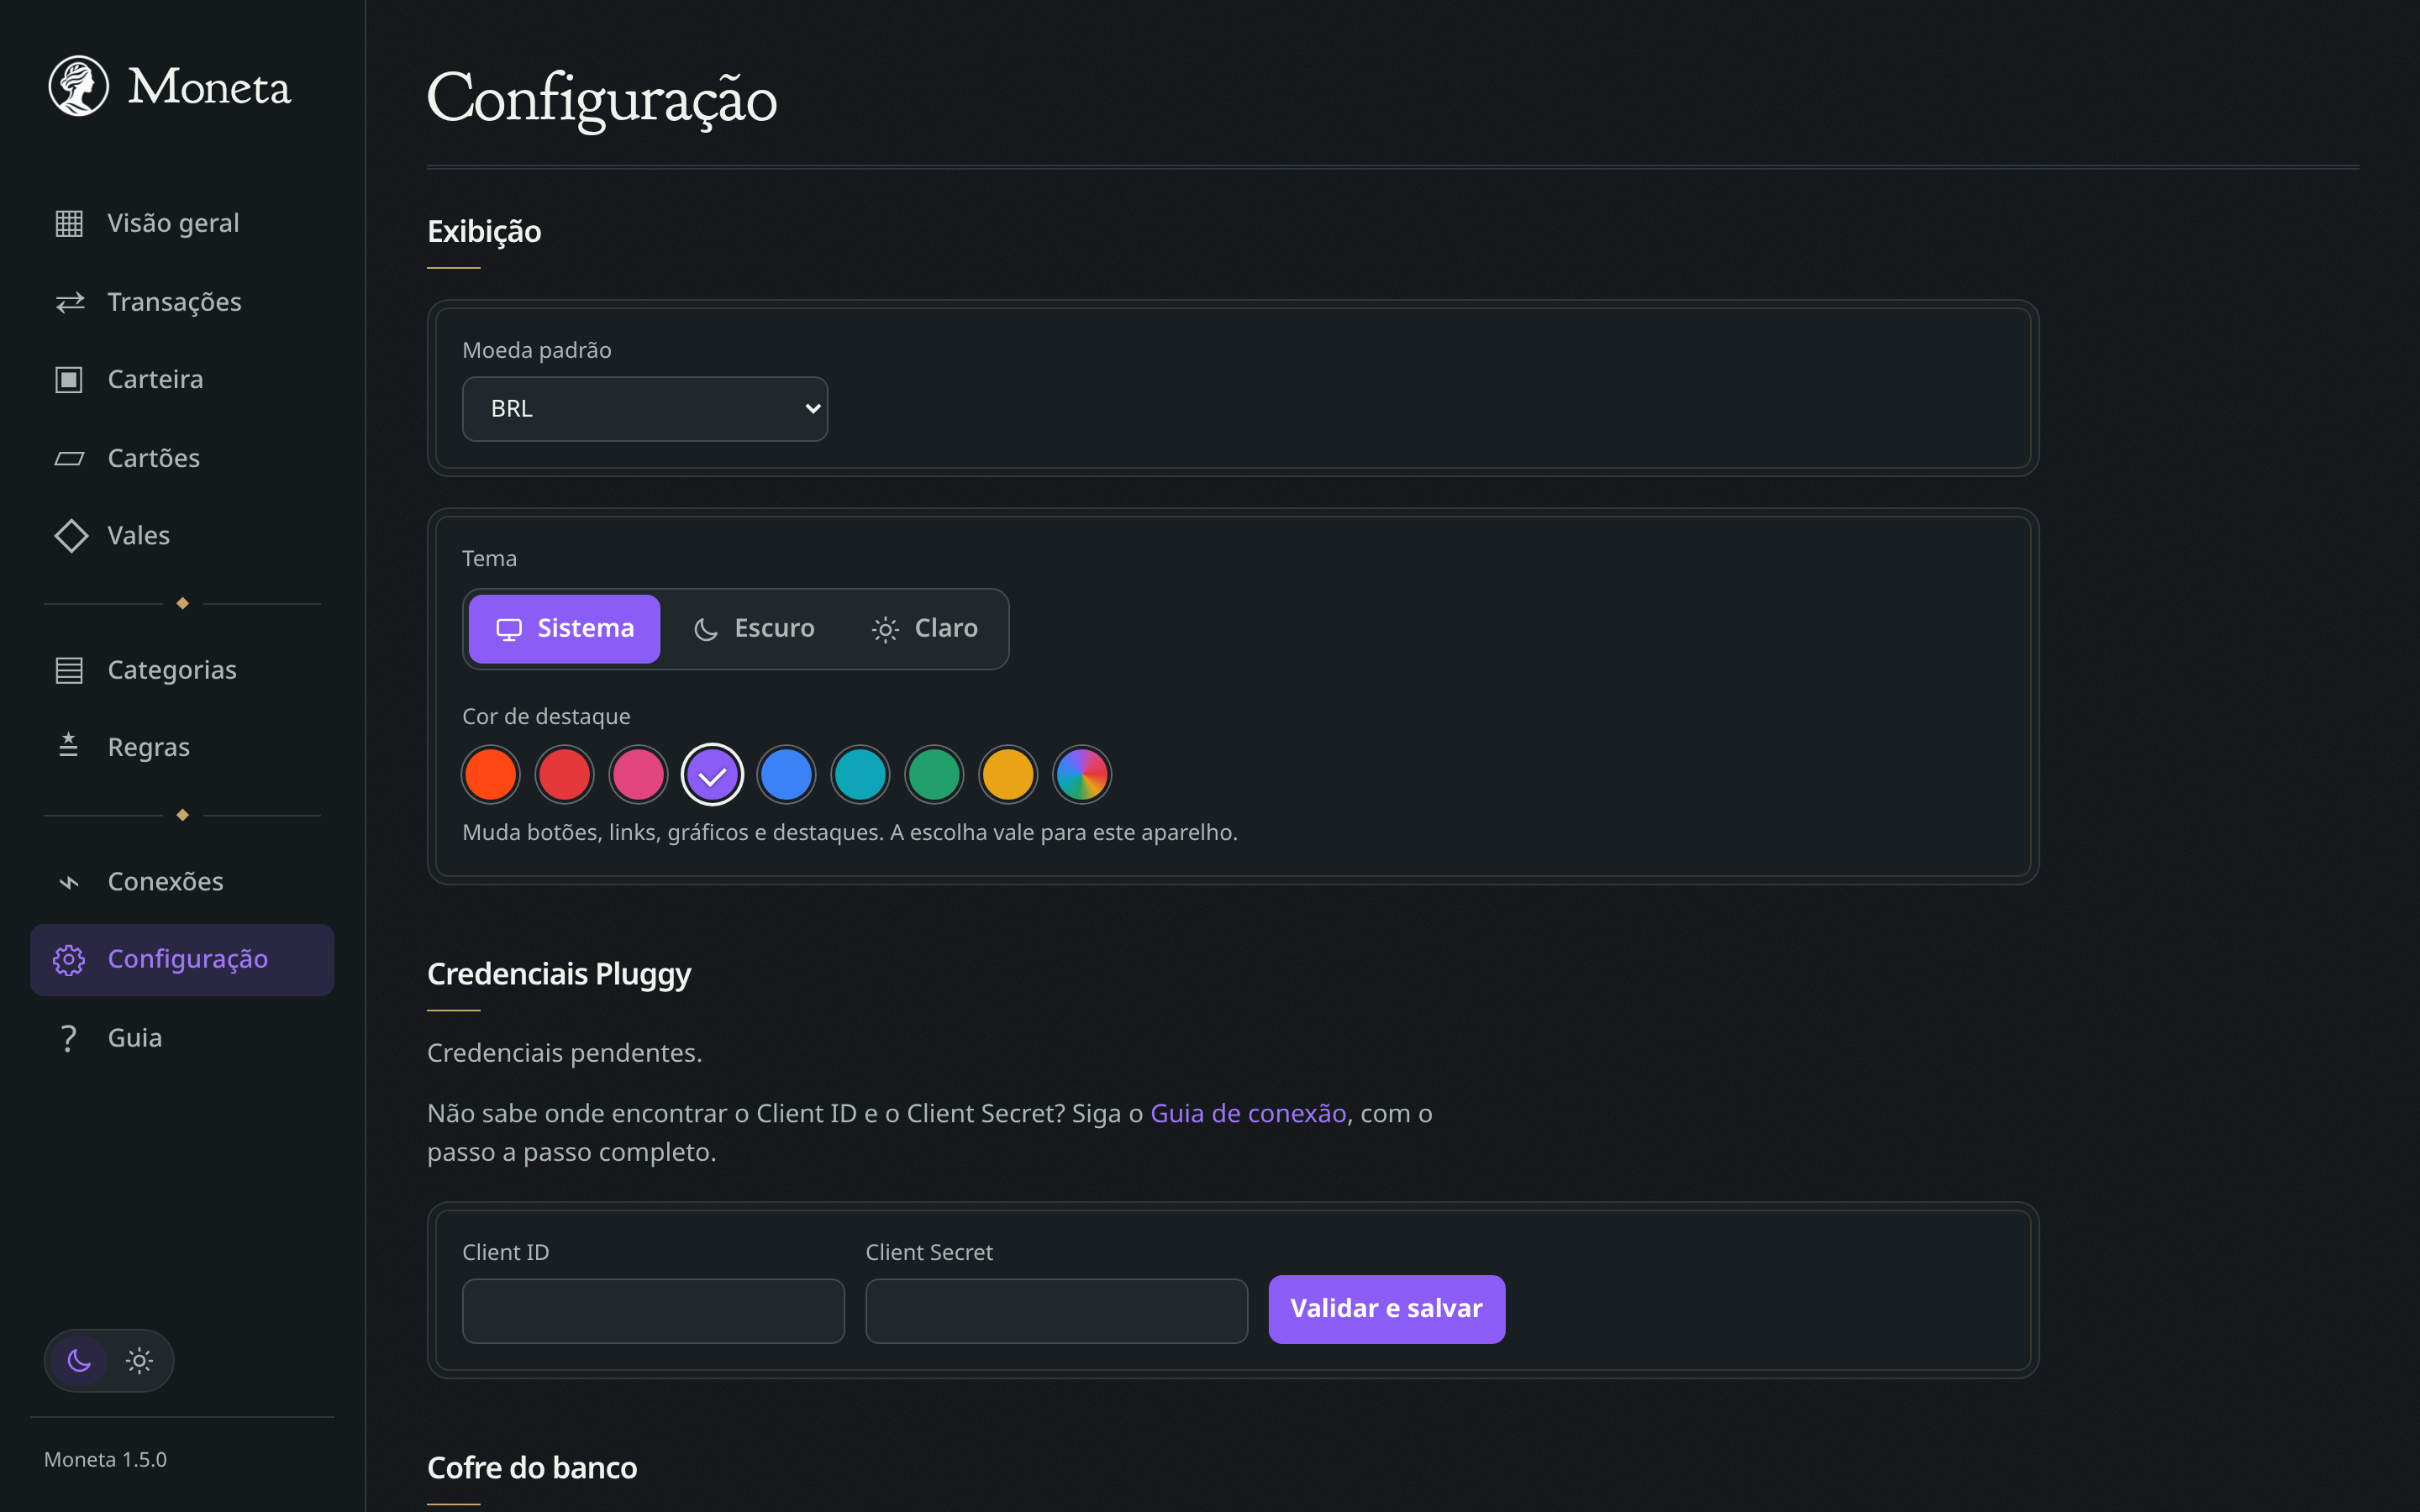 Moneta
Visão geral
Transações
Carteira
Cartões
Vales
Categorias
Regras
Conexões
Configuração
? Guia
Moneta 1.5.0
Configuração
Exibição
Moeda padrão
BRL
Tema
Sistema Escuro Claro
Cor de destaque
Muda botões, links, gráficos e destaques. A escolha vale para este aparelho.
Credenciais Pluggy
Credenciais pendentes.
Não sabe onde encontrar o Client ID e o Client Secret? Siga o Guia de conexão, com o
passo a passo completo.
Client ID Client Secret
Validar e salvar
Cofre do banco